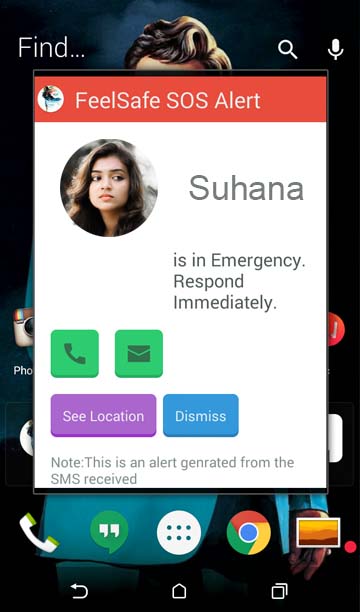 Find...
FeelSafe SOS Alert
Suhana
is in Emergency.
Respond
Immediately.
Pho
See Location
Dismiss
Note:This is an alert genrated from the
SMS received